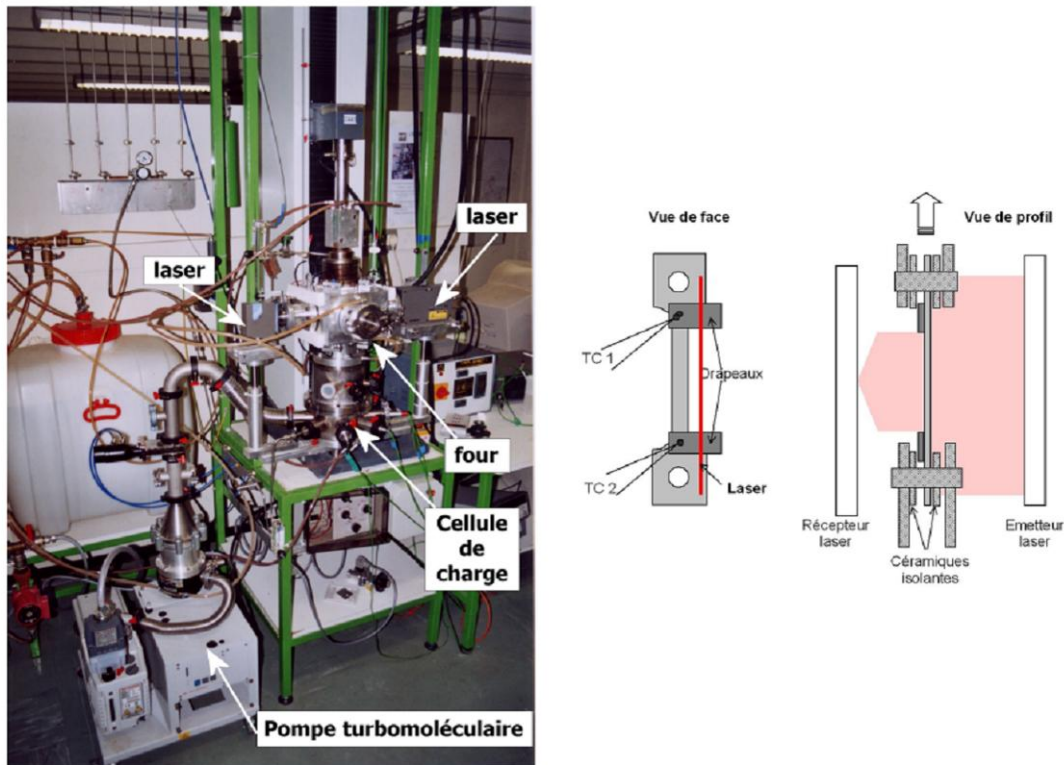 laser
laser
four
Cellule
de
charge
Pompe turbomoléculaire
Vue de face
Vue de profil
TC 1
Drapeaux
TC 2
Laser
Récepteur
laser
Céramiques
isolantes
Emetteur
laser